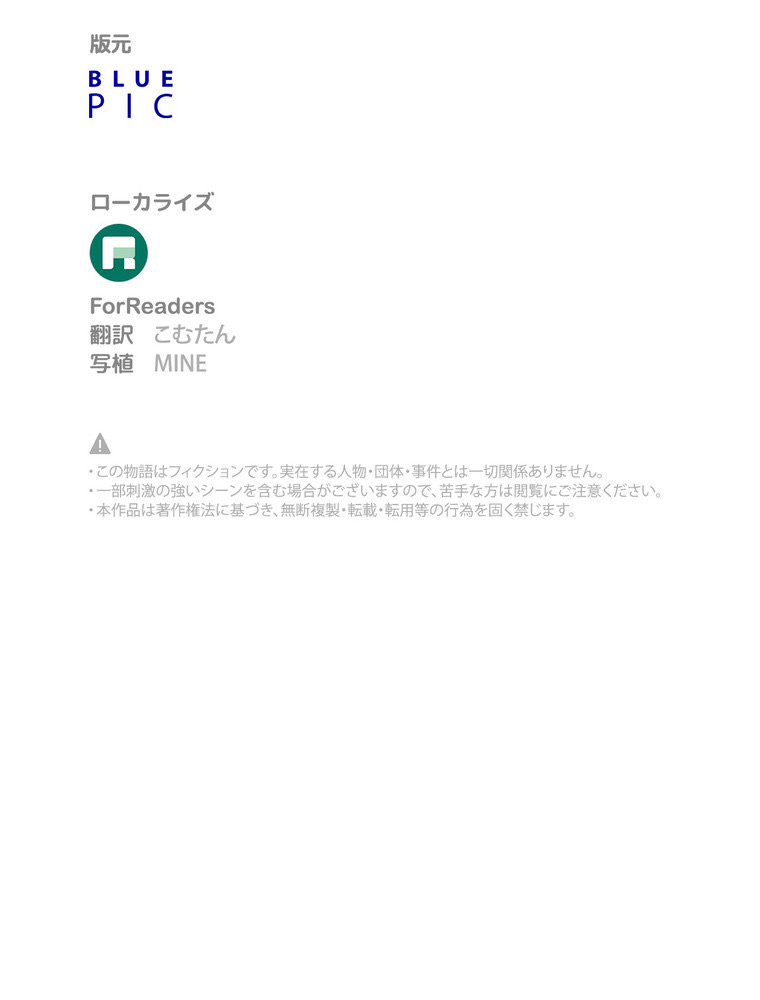 版元
BLUE
PIC
ローカライズ
ForReaders
翻訳 こむたん
写植 MINE
・この物語はフィクションです。実在する人物・団体・事件とは一切関係ありません。
・一部刺激の強いシーンを含む場合がございますので、苦手な方は閲覧にご注意ください。
・本作品は著作権法に基づき、無断複製・転載・転用等の行為を固く禁じます。